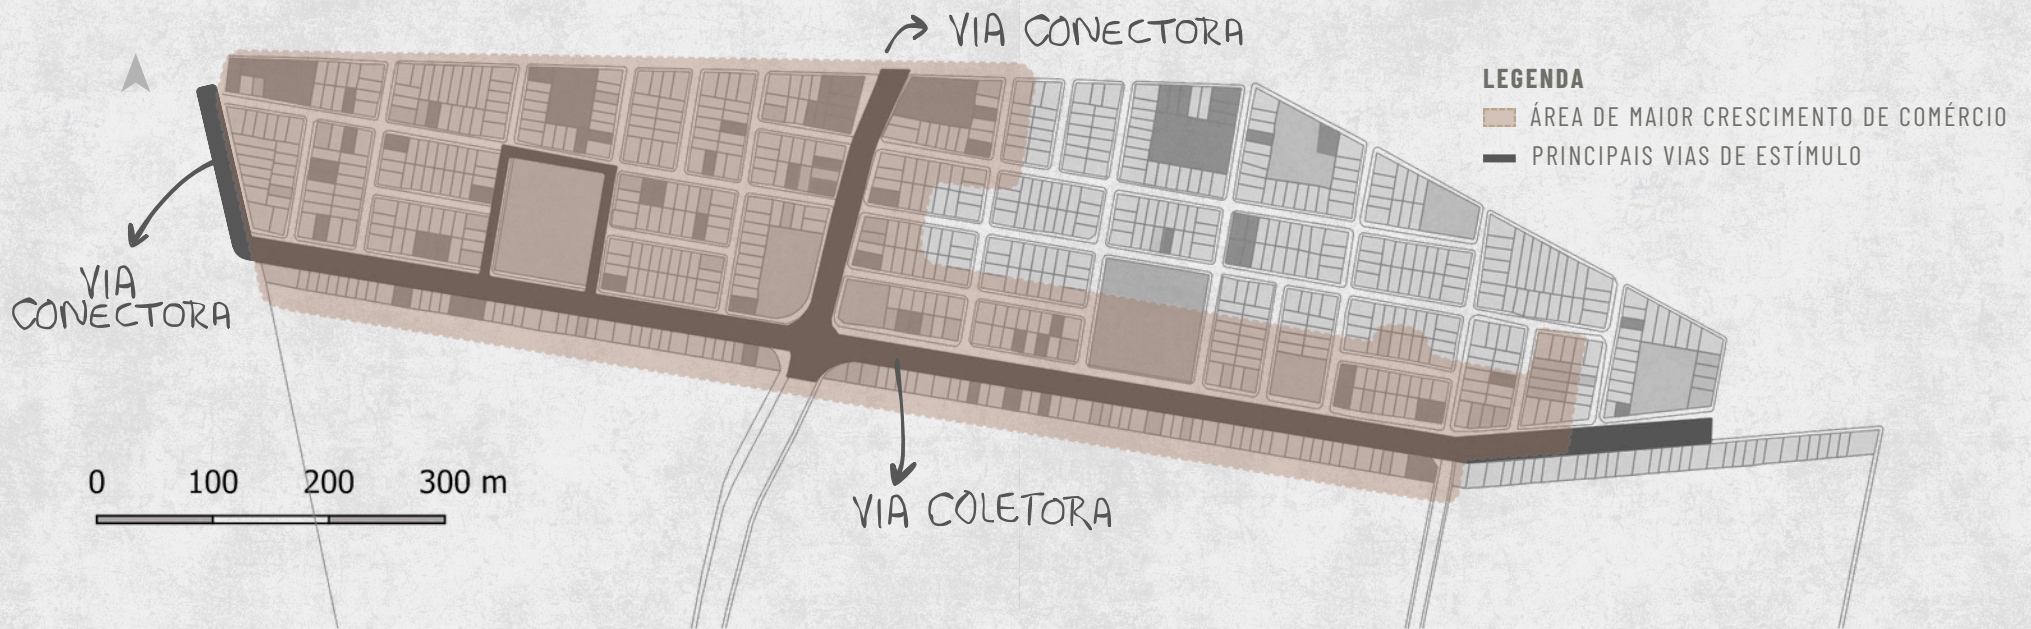 VIA CONECTORA
LEGENDA
ÁREA DE MAIOR CRESCIMENTO DE COMÉRCIO
PRINCIPAIS VIAS DE ESTÍMULO
VIA
CONECTORA
0 100 200 300 m
VIA COLETORA